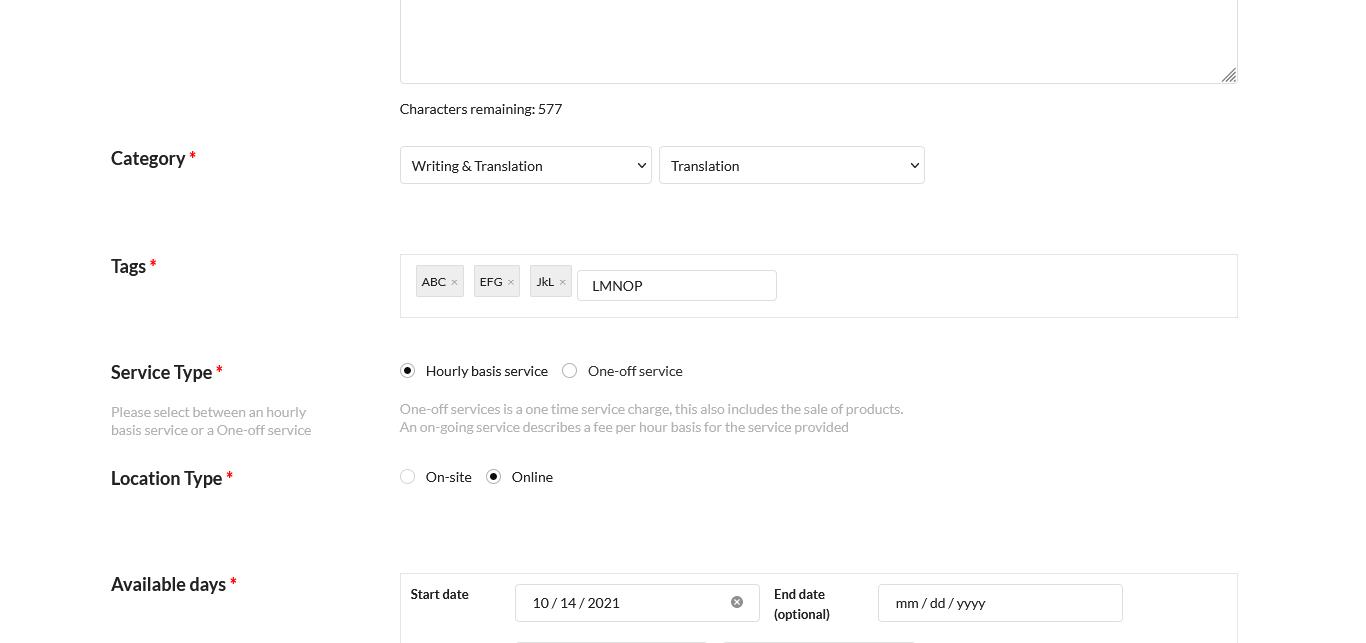 Characters remaining: 577
Category *
Writing & Translation
Translation
Tags *
ABC × EFG × JkL × LMNOP
Service Type *
Hourly basis service
One-off service
Please select between an hourly
basis service or a One-off service
One-off services is a one time service charge, this also includes the sale of products.
An on-going service describes a fee per hour basis for the service provided
Location Type *
On-site
Online
Available days *
Start date
10 / 14 / 2021
End date
(optional)
mm / dd / yyyy